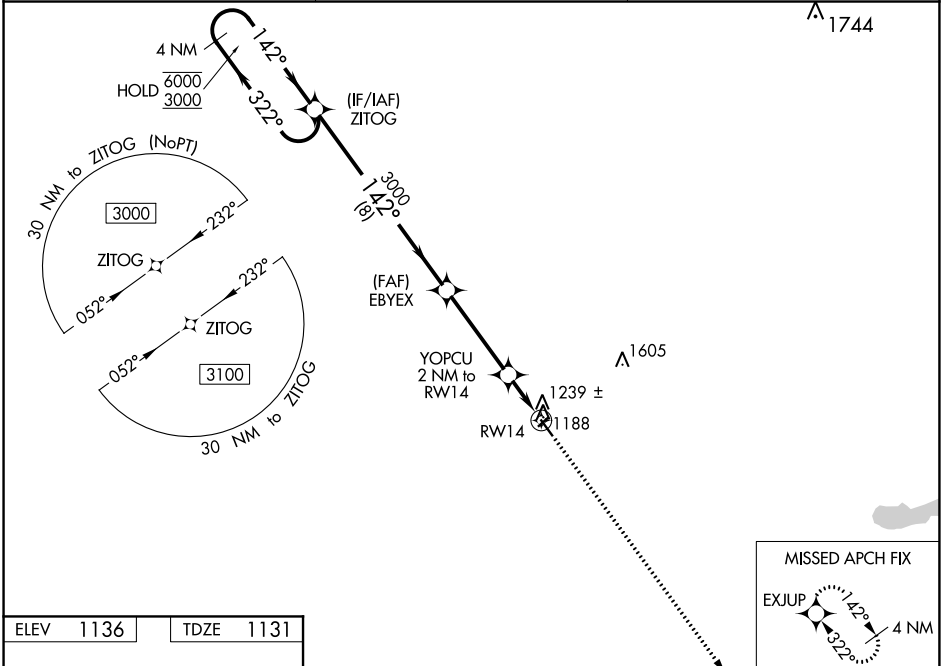 1744
4 NM
HOLD 6000
3000
142°
322°
(IF/IAF)
ZITOG
30 NM to ZITOG (NoPT)
3000
232°
ZITOG
052°
232°
ZITOG
052°
3100
30 NM to ZITOG
3000
142°
(8)
(FAF)
EBYEX
YOPCU
2 NM to
RW14
1605
1239 ±
1188
RW14
MISSED APCH FIX
EXJUP
142°
322°
4 NM
ELEV 1136
TDZE 1131